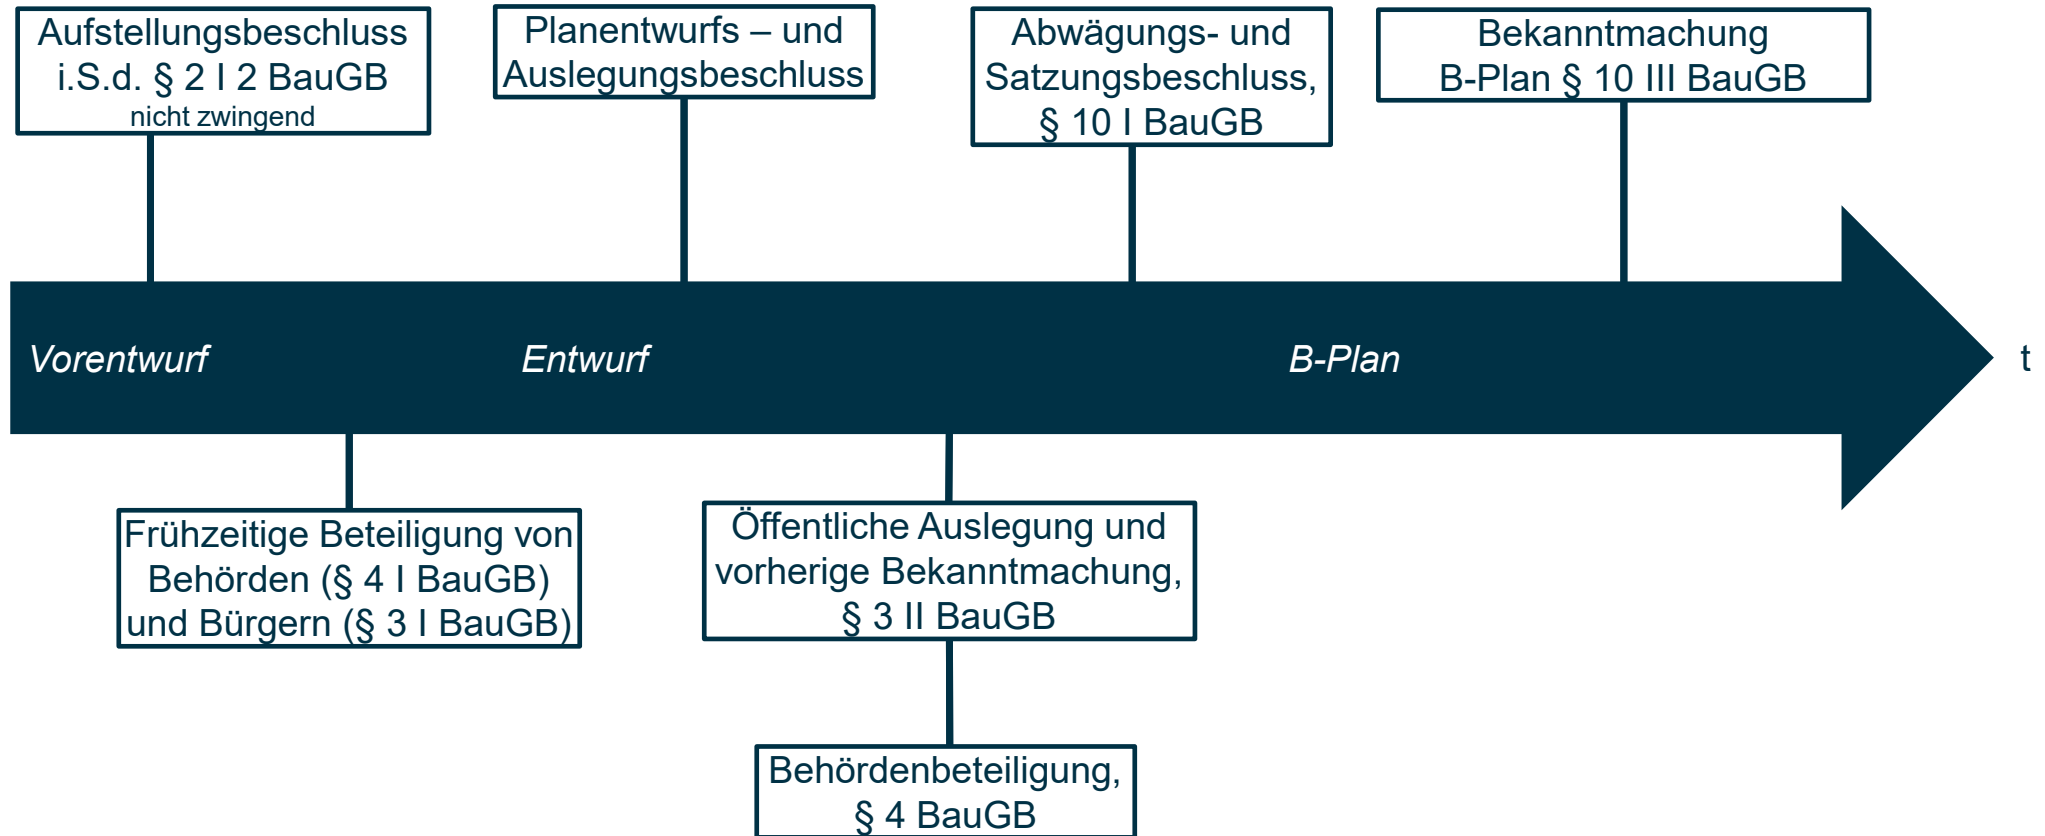 Aufstellungsbeschluss
i.S.d. § 2 I 2 BauGB
nicht zwingend
Planentwurfs – und
Auslegungsbeschluss
Abwägungs- und
Satzungsbeschluss,
§ 10 I BauGB
Bekanntmachung
B-Plan § 10 III BauGB
Vorentwurf
Entwurf
B-Plan
t
Frühzeitige Beteiligung von
Behörden (§ 4 I BauGB)
und Bürgern (§ 3 I BauGB)
Öffentliche Auslegung und
vorherige Bekanntmachung,
§ 3 II BauGB
Behördenbeteiligung,
§ 4 BauGB